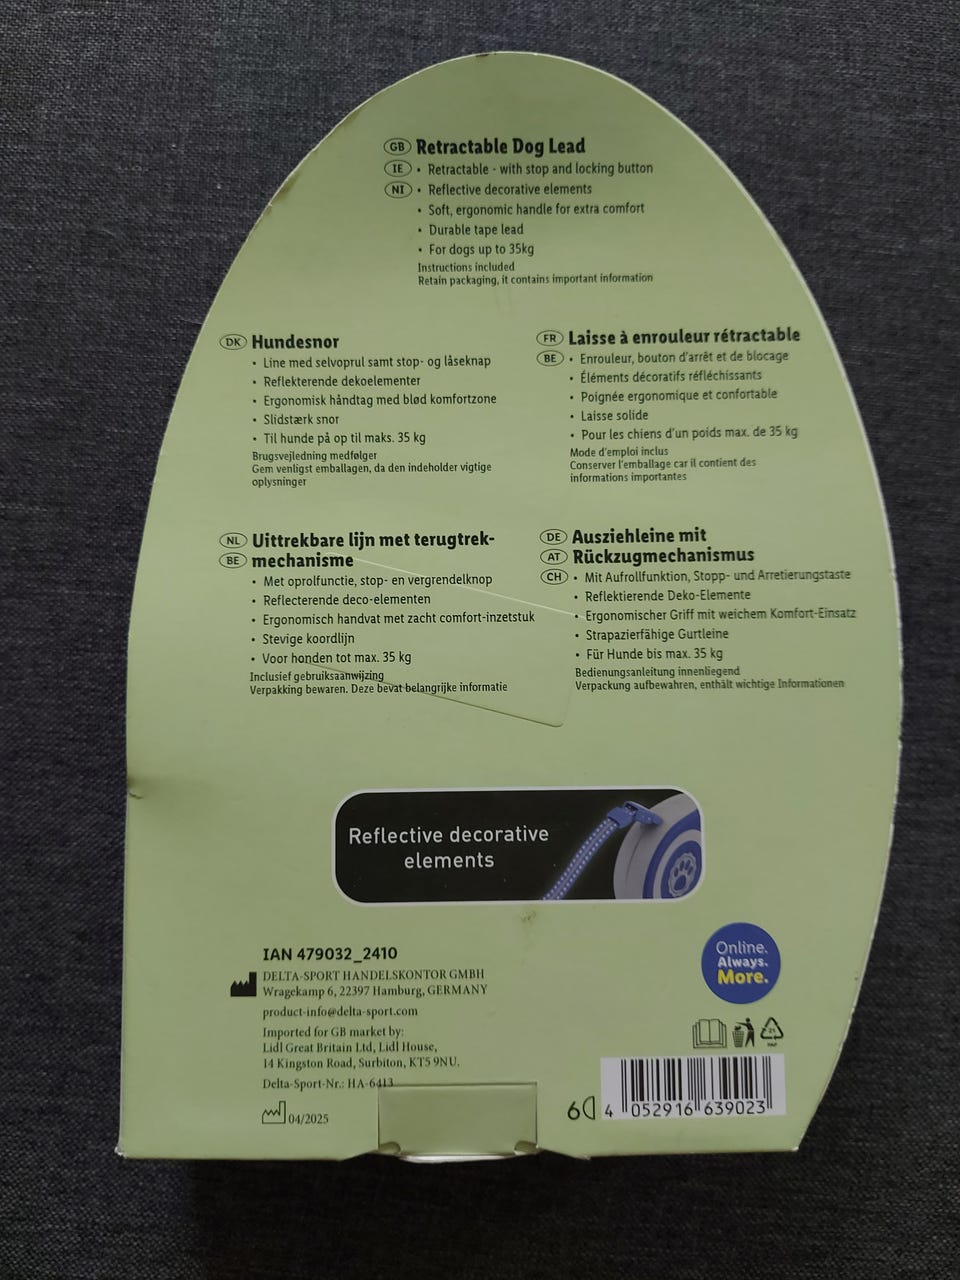 GB Retractable Dog Lead
IE • Retractable - with stop and locking button
NI • Reflective decorative elements
• Soft, ergonomic handle for extra comfort
• Durable tape lead
• For dogs up to 35kg
Instructions included
Retain packaging, it contains important information
DK Hundesnor
• Line med selvoprul samt stop- og låseknap
• Reflekterende dekoelementer
• Ergonomisk håndtag med blød komfortzone
• Slidstærk snor
• Til hunde på op til maks. 35 kg
Brugsvejledning medfølger
Gem venligst emballagen, da den indeholder vigtige
oplysninger
FR Laisse à enrouleur rétractable
BE • Enrouleur, bouton d'arrêt et de blocage
• Éléments décoratifs réfléchissants
• Poignée ergonomique et confortable
• Laisse solide
• Pour les chiens d'un poids max. de 35 kg
Mode d'emploi inclus
Conserver l'emballage car il contient des
informations importantes
NL Uittrekbare lijn met terugtrek-
BE mechanisme
• Met oprolfunctie, stop- en vergrendelknop
• Reflecterende deco-elementen
• Ergonomisch handvat met zacht comfort-inzetstuk
• Stevige koordlijn
• Voor honden tot max. 35 kg
Inclusief gebruiksaanwijzing
Verpakking bewaren. Deze bevat belangrijke informatie
DE Ausziehleine mit
AT Rückzugmechanismus
CH • Mit Aufrollfunktion, Stopp- und Arretierungstaste
• Reflektierende Deko-Elemente
• Ergonomischer Griff mit weichem Komfort-Einsatz
• Strapazierfähige Gurtleine
• Für Hunde bis max. 35 kg
Bedienungsanleitung innenliegend
Verpackung aufbewahren, enthält wichtige Informationen
Reflective decorative
elements
IAN 479032_2410
DELTA-SPORT HANDELSKONTOR GMBH
Wragekamp 6, 22397 Hamburg, GERMANY
product-info@delta-sport.com
Imported for GB market by:
Lidl Great Britain Ltd, Lidl House,
14 Kingston Road, Surbiton, KT5 9NU.
Delta-Sport-Nr.: HA-6413
04/2025
Online.
Always.
More.
21
PAP
6
4 052916 639023